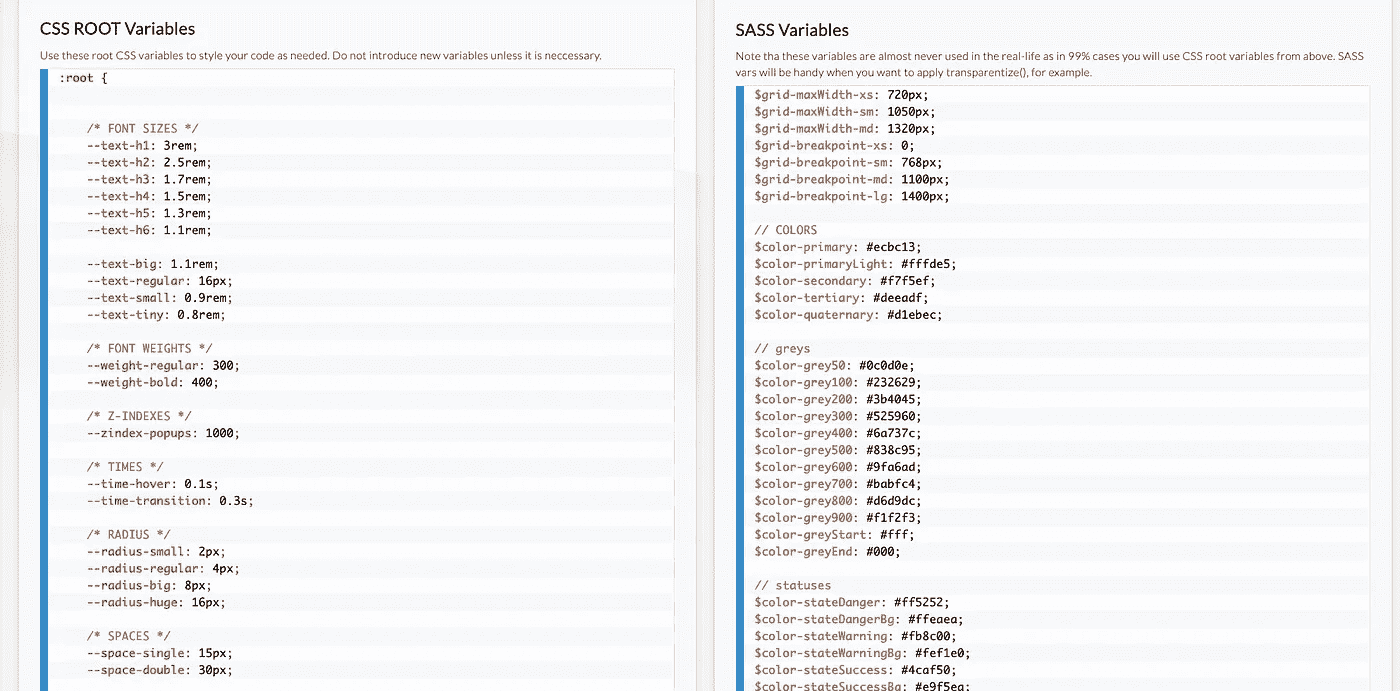 CSS ROOT Variables
Use these root CSS variables to style your code as needed. Do not introduce new variables unless it is neccessary.
:root {
/* FONT SIZES */
--text-h1: 3rem;
--text-h2: 2.5rem;
--text-h3: 1.7rem;
--text-h4: 1.5rem;
--text-h5: 1.3rem;
--text-h6: 1.1rem;
--text-big: 1.1rem;
--text-regular: 16px;
--text-small: 0.9rem;
--text-tiny: 0.8rem;
/* FONT WEIGHTS */
--weight-regular: 300;
--weight-bold: 400;
/* Z-INDEXES */
--zindex-popups: 1000;
/* TIMES */
--time-hover: 0.1s;
--time-transition: 0.3s;
/* RADIUS */
--radius-small: 2px;
--radius-regular: 4px;
--radius-big: 8px;
--radius-huge: 16px;
/* SPACES */
--space-single: 15px;
--space-double: 30px;
SASS Variables
Note tha these variables are almost never used in the real-life as in 99% cases you will use CSS root variables from above. SASS
vars will be handy when you want to apply transparentize(), for example.
$grid-maxWidth-xs: 720px;
$grid-maxWidth-sm: 1050px;
$grid-maxWidth-md: 1320px;
$grid-breakpoint-xs: 0;
$grid-breakpoint-sm: 768px;
$grid-breakpoint-md: 1100px;
$grid-breakpoint-lg: 1400px;
// COLORS
$color-primary: #ecbc13;
$color-primaryLight: #fffde5;
$color-secondary: #f7f5ef;
$color-tertiary: #deeadf;
$color-quaternary: #d1ebec;
// greys
$color-grey50: #0c0d0e;
$color-grey100: #232629;
$color-grey200: #3b4045;
$color-grey300: #525960;
$color-grey400: #6a737c;
$color-grey500: #838c95;
$color-grey600: #9fa6ad;
$color-grey700: #babfc4;
$color-grey800: #d6d9dc;
$color-grey900: #f1f2f3;
$color-greyStart: #fff;
$color-greyEnd: #000;
// statuses
$color-stateDanger: #ff5252;
$color-stateDangerBg: #ffeaea;
$color-stateWarning: #fb8c00;
$color-stateWarningBg: #fef1e0;
$color-stateSuccess: #4caf50;
$color-stateSuccessBg: #e9f5ea;